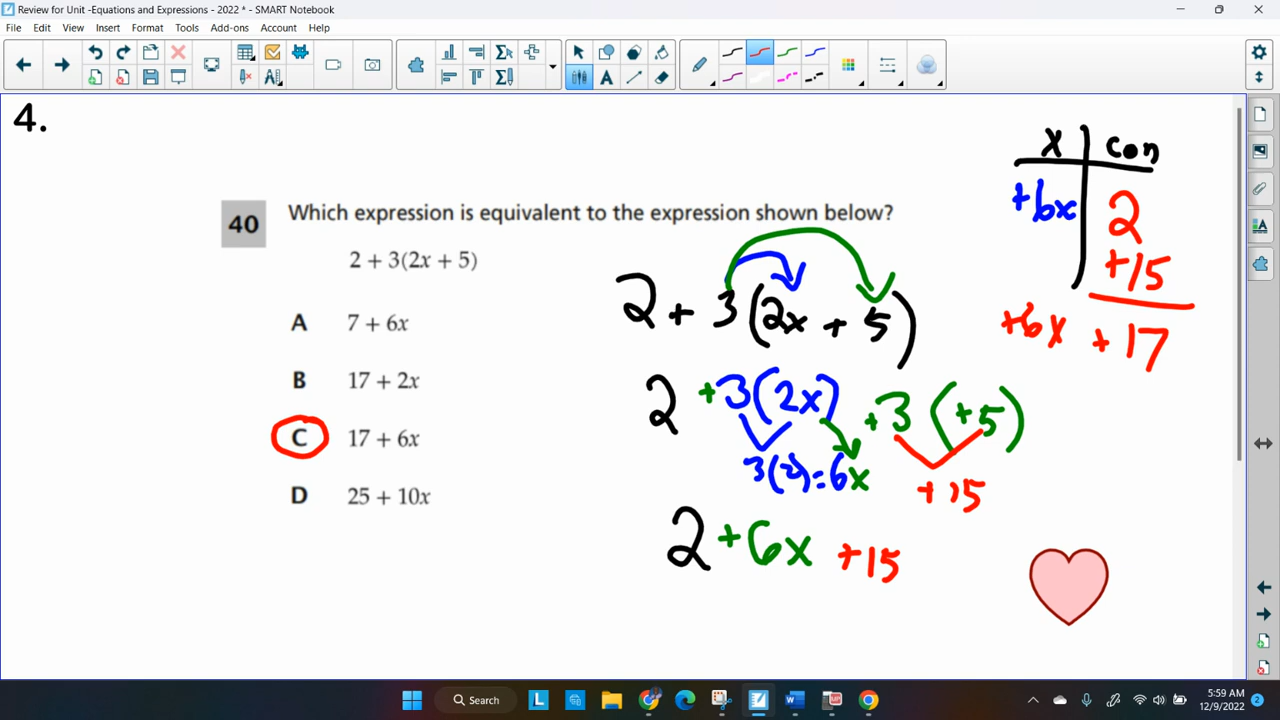 Review for Unit -Equations and Expressions - 2022 * - SMART Notebook
File Edit View Insert Format Tools Add-ons Account Help
4.
x con
+6x 2
+15
+6x + 17
40 Which expression is equivalent to the expression shown below?
2 + 3(2x + 5)
A 7 + 6x
B 17 + 2x
C 17 + 6x
D 25 + 10x
2 + 3(2x + 5)
2 +3(2x) +3 (+5)
3(2)=6x +15
2 +6x +15
Search
5:59 AM
12/9/2022
2